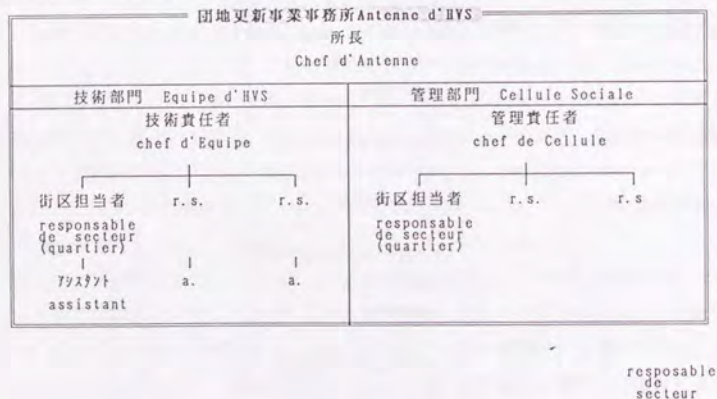 団地更新事業事務所Antenne d'HVS
所長
Chef d'Antenne
技術部門 Equipe d'HVS
管理部門 Cellule Sociale
技術責任者
chef d'Equipe
管理責任者
chef de Cellule
街区担当者 r.s. r.s.
responsable
de secteur
(quartier)
アシスタント a. a.
assistant
街区担当者 r.s. r.s
responsable
de secteur
(quartier)
resposable
de
secteur